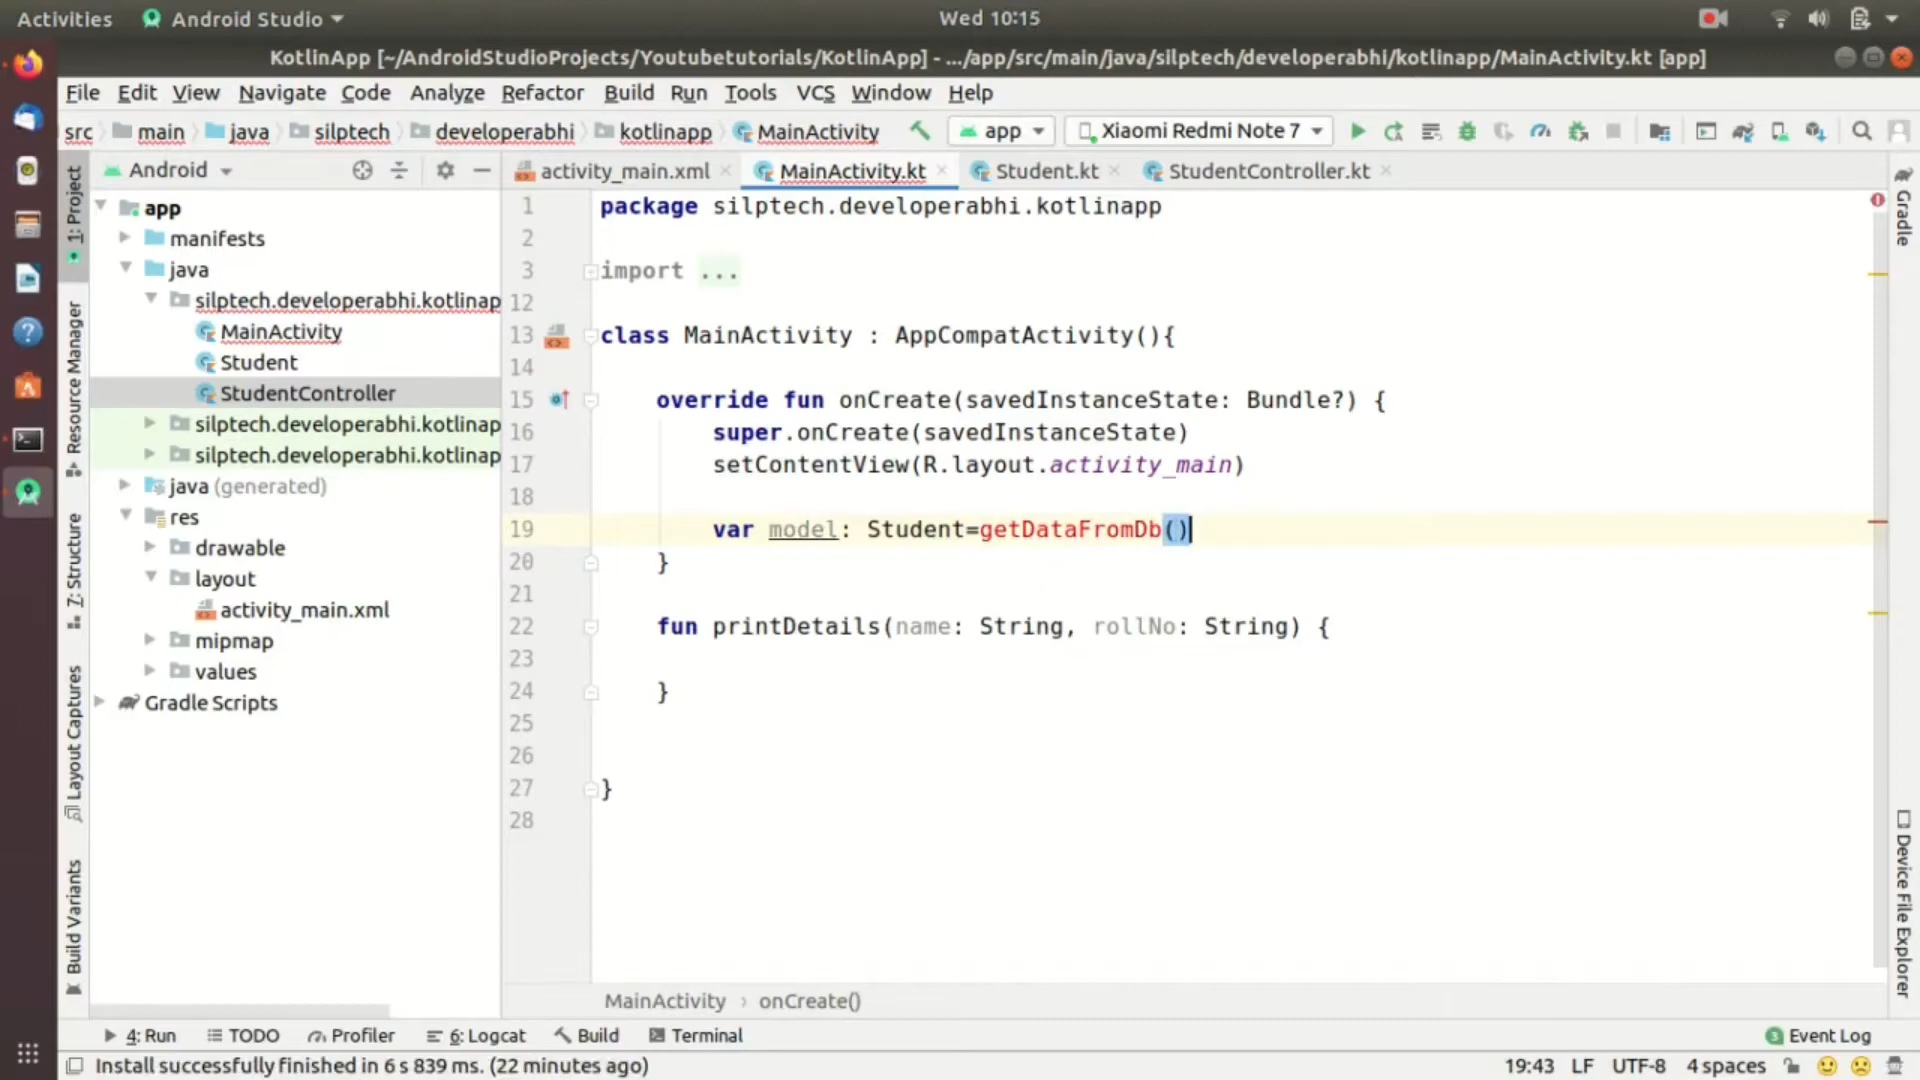 Activities Android Studio Wed 10:15
KotlinApp [~/AndroidStudioProjects/Youtubetutorials/KotlinApp] - .../app/src/main/java/silptech/developerabhi/kotlinapp/MainActivity.kt [app]
File Edit View Navigate Code Analyze Refactor Build Run Tools VCS Window Help
src main java silptech developerabhi kotlinapp MainActivity app Xiaomi Redmi Note 7
Android
activity_main.xml MainActivity.kt Student.kt StudentController.kt
1: Project
Resource Manager
Z: Structure
Layout Captures
Build Variants
app
manifests
java
silptech.developerabhi.kotlinap
MainActivity
Student
StudentController
silptech.developerabhi.kotlinap
silptech.developerabhi.kotlinap
java (generated)
res
drawable
layout
activity_main.xml
mipmap
values
Gradle Scripts
1 package silptech.developerabhi.kotlinapp
2
3 import ...
12
13 class MainActivity : AppCompatActivity(){
14
15 override fun onCreate(savedInstanceState: Bundle?) {
16 super.onCreate(savedInstanceState)
17 setContentView(R.layout.activity_main)
18
19 var model: Student=getDataFromDb()
20 }
21
22 fun printDetails(name: String, rollNo: String) {
23
24 }
25
26
27 }
28
Gradle
Device File Explorer
MainActivity › onCreate()
4: Run TODO Profiler 6: Logcat Build Terminal 3 Event Log
Install successfully finished in 6 s 839 ms. (22 minutes ago) 19:43 LF UTF-8 4 spaces